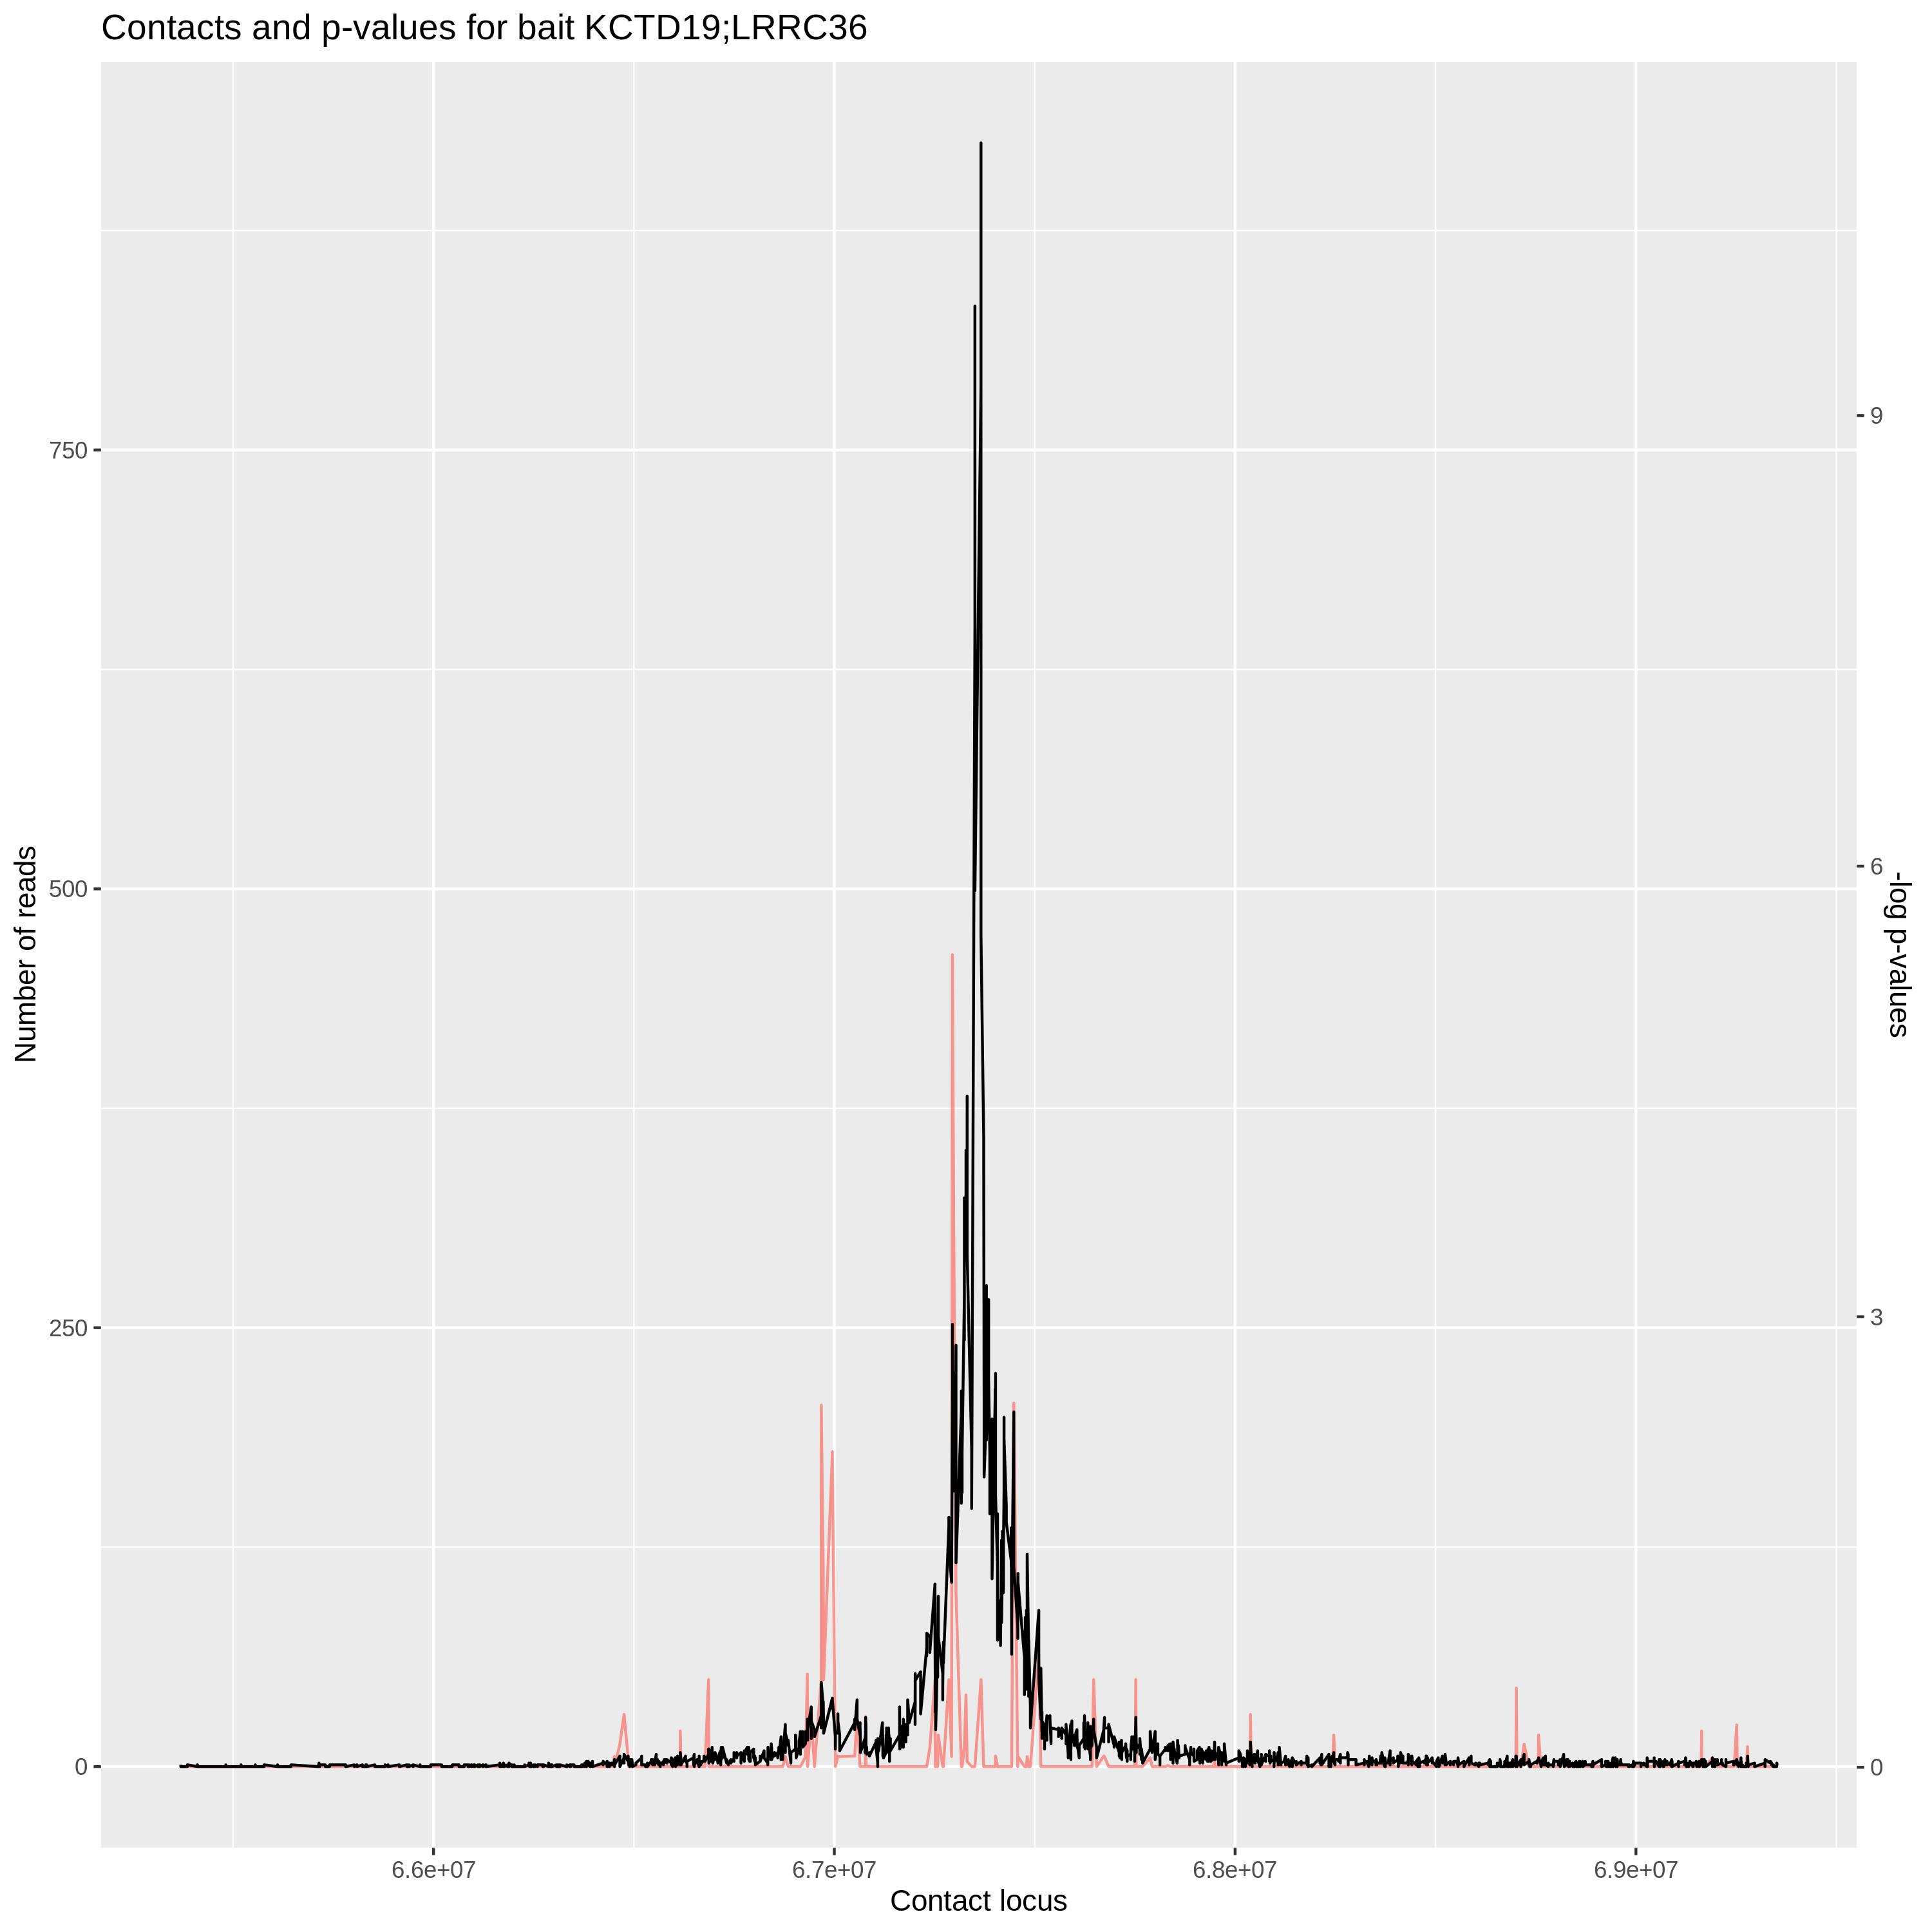 Contacts and p-values for bait KCTD19;LRRC36
750
500
250
0
Number of reads
9
6
3
0
-log p-values
6.6e+07
6.7e+07
6.8e+07
6.9e+07
Contact locus